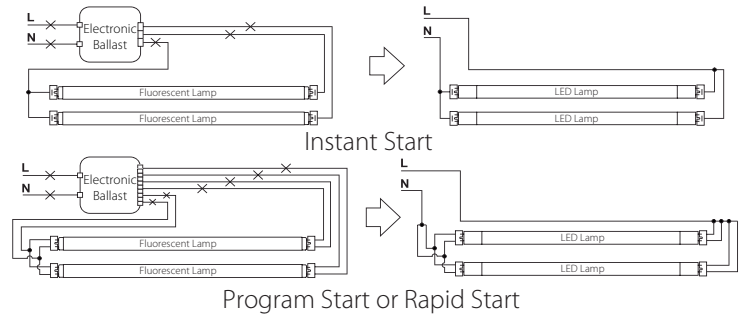 L
N
Electronic
Ballast
Fluorescent Lamp
Fluorescent Lamp
L
N
LED Lamp
LED Lamp
Instant Start
L
N
Electronic
Ballast
Fluorescent Lamp
Fluorescent Lamp
L
N
LED Lamp
LED Lamp
Program Start or Rapid Start